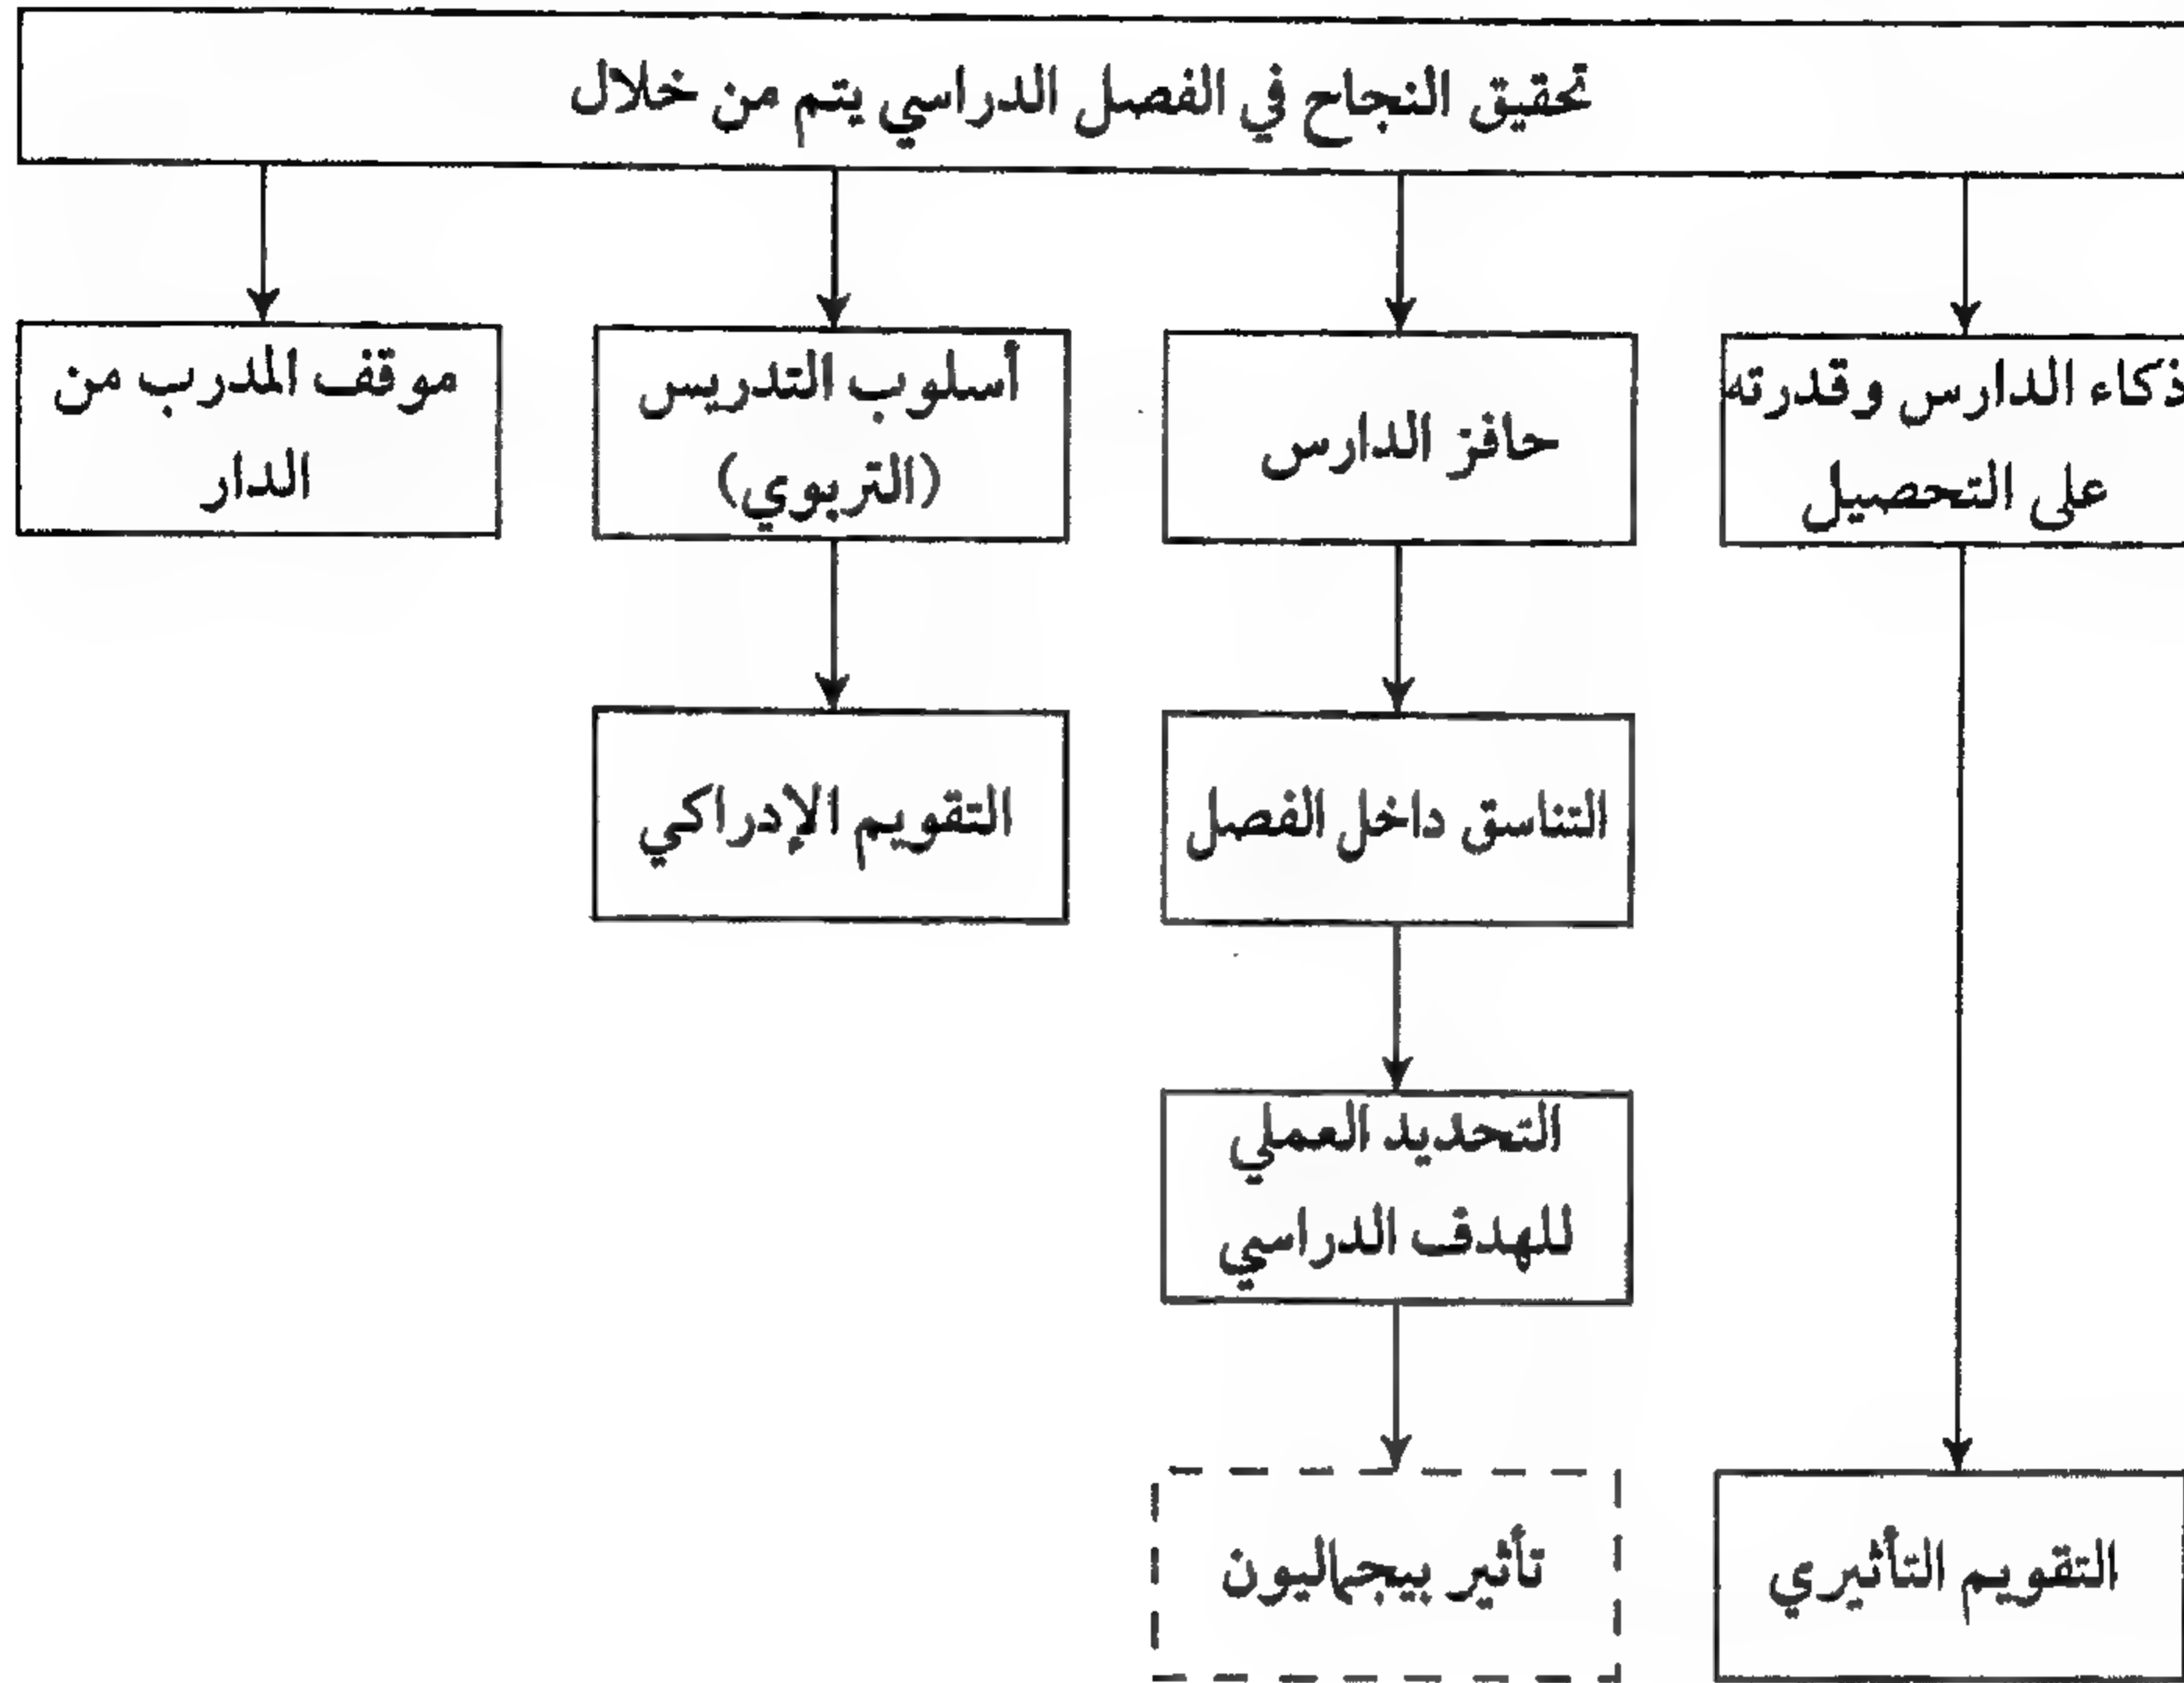 تحقيق النجاح في الفصل الدراسي يتم من خلال
ذكاء الدارس وقدرته
على التحصيل
حافز الدارس
أسلوب التدريس
(التربوي)
موقف المدرب من
الدار
التناسق داخل الفصل
التقويم الإدراكي
التحديد العملي
للهدف الدراسي
التقويم التأثيري
تأثير بيجماليون